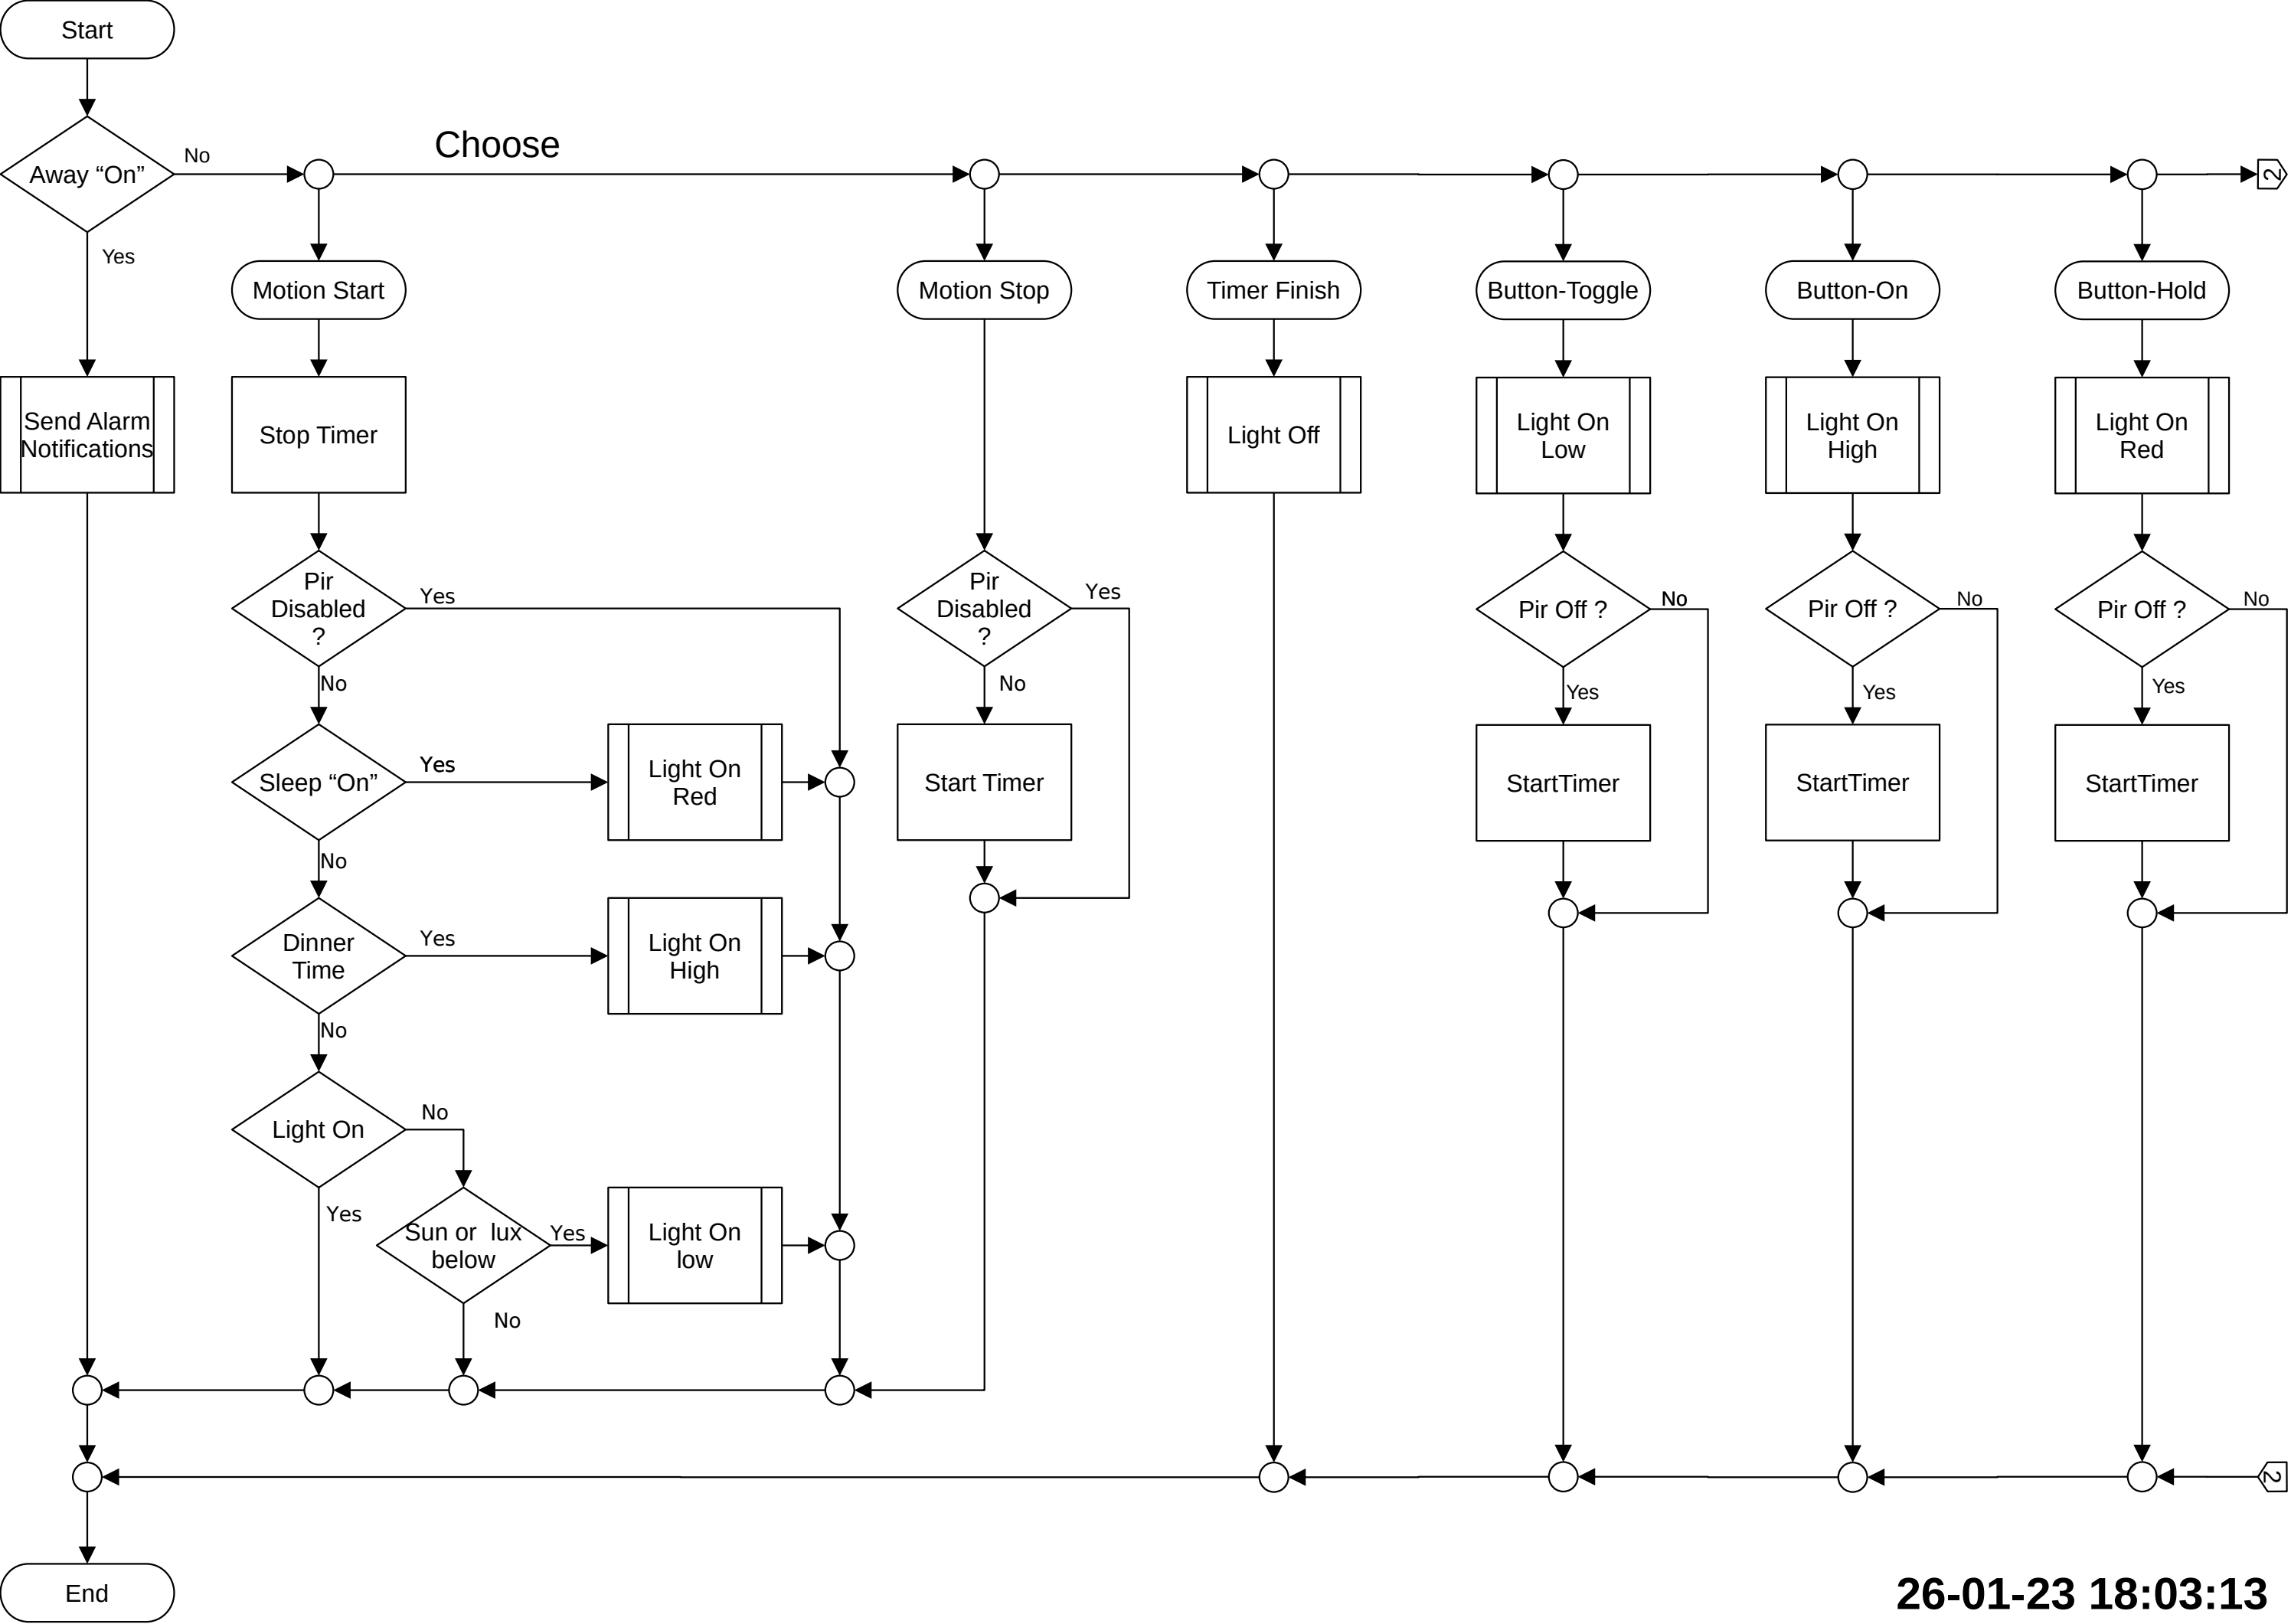 Start
Choose
Away “On”
No
2
Yes
Motion Start
Motion Stop
Timer Finish
Button-Toggle
Button-On
Button-Hold
Send Alarm
Notifications
Stop Timer
Light Off
Light On
Low
Light On
High
Light On
Red
Pir
Disabled
?
Yes
Pir
Disabled
?
Yes
Pir Off ?
No
Pir Off ?
No
Pir Off ?
No
No
No
Yes
Yes
Yes
Sleep “On”
Yes
Light On
Red
Start Timer
StartTimer
StartTimer
StartTimer
No
Dinner
Time
Yes
Light On
High
No
Light On
No
Yes
Sun or  lux
below
Yes
Light On
low
No
2
End
26-01-23 18:03:13